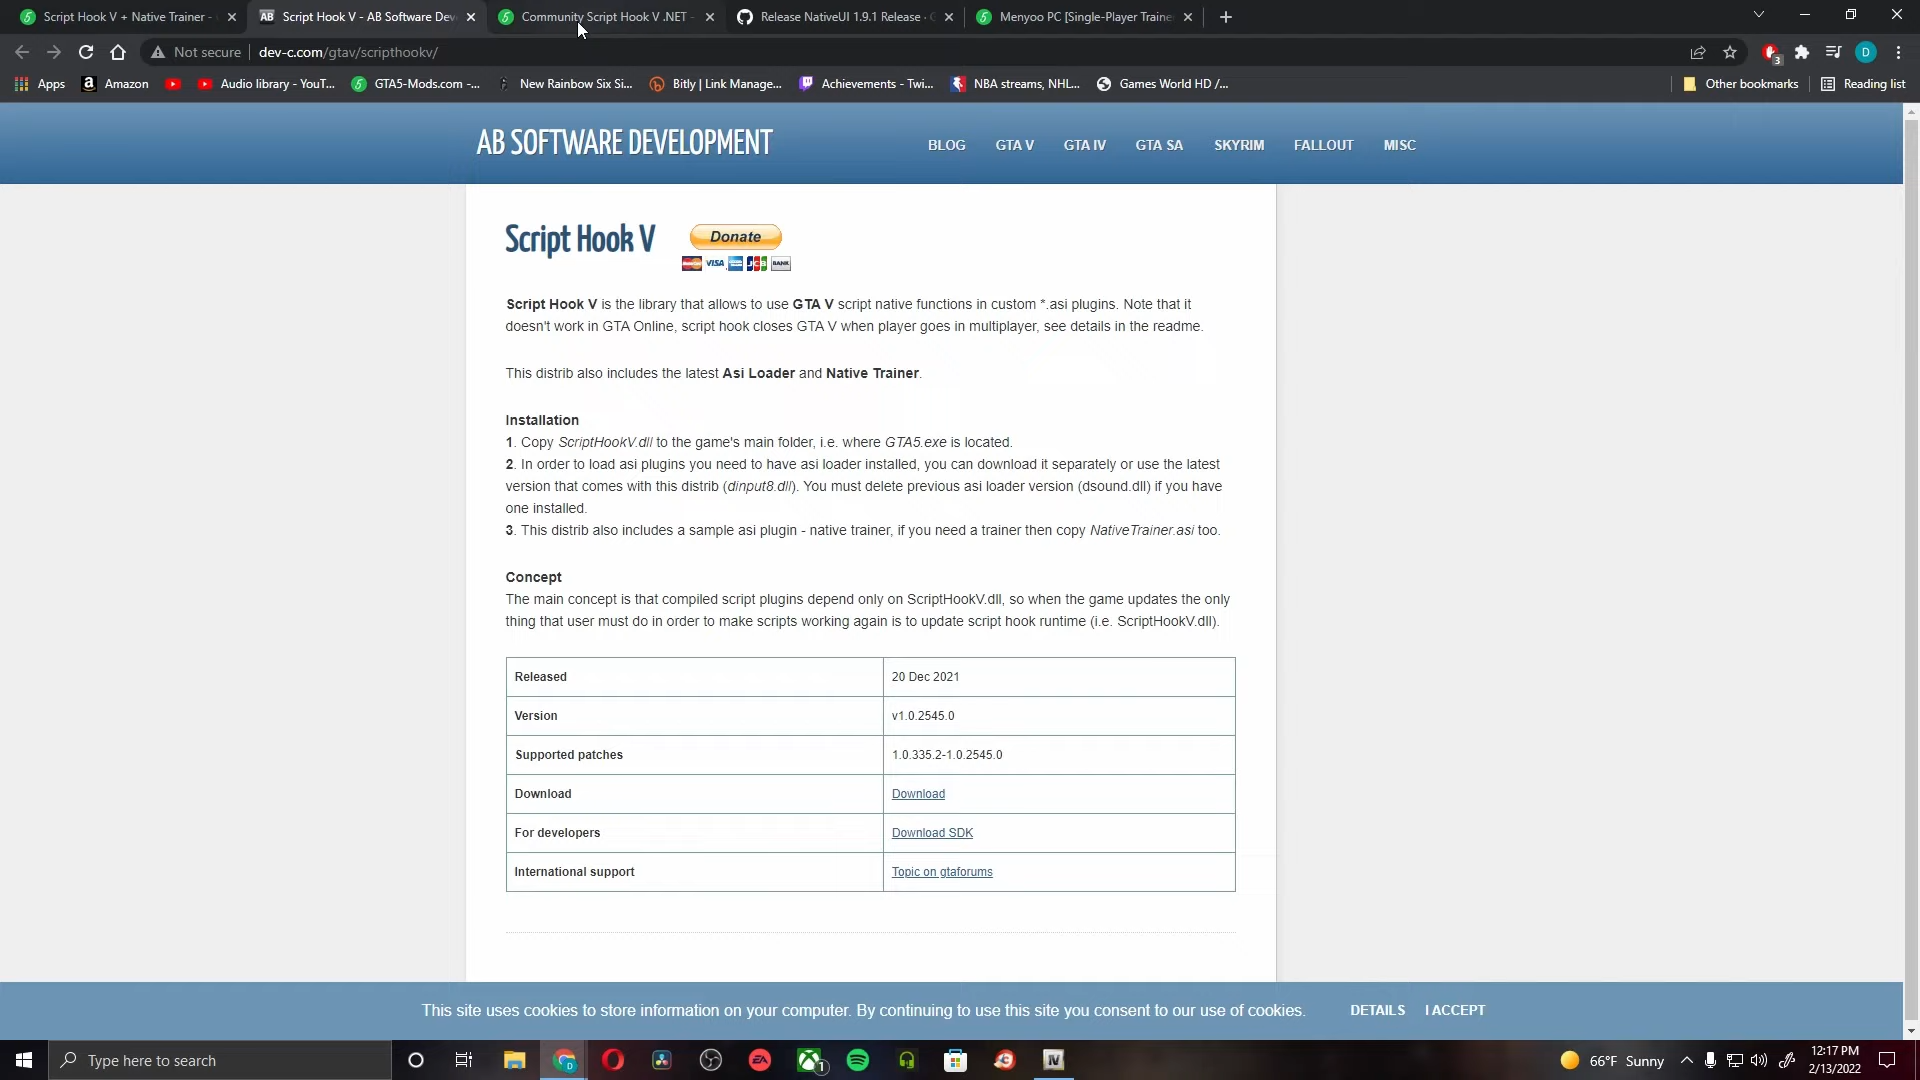 Script Hook V + Native Trainer -
AB Script Hook V - AB Software Dev
Community Script Hook V .NET -
Release NativeUI 1.9.1 Release ·
Menyoo PC [Single-Player Traine
Not secure dev-c.com/gtav/scripthookv/
3
D
Apps
Amazon
Audio library - YouT...
GTA5-Mods.com -...
New Rainbow Six Si...
Bitly | Link Manage...
Achievements - Twi...
NBA streams, NHL...
Games World HD /...
Other bookmarks
Reading list
AB SOFTWARE DEVELOPMENT
BLOG GTA V GTA IV GTA SA SKYRIM FALLOUT MISC
Script Hook V
Donate
VISA JCB BANK
Script Hook V is the library that allows to use GTA V script native functions in custom *.asi plugins. Note that it
doesn't work in GTA Online, script hook closes GTA V when player goes in multiplayer, see details in the readme.
This distrib also includes the latest Asi Loader and Native Trainer.
Installation
1. Copy ScriptHookV.dll to the game's main folder, i.e. where GTA5.exe is located.
2. In order to load asi plugins you need to have asi loader installed, you can download it separately or use the latest
version that comes with this distrib (dinput8.dll). You must delete previous asi loader version (dsound.dll) if you have
one installed.
3. This distrib also includes a sample asi plugin - native trainer, if you need a trainer then copy NativeTrainer.asi too.
Concept
The main concept is that compiled script plugins depend only on ScriptHookV.dll, so when the game updates the only
thing that user must do in order to make scripts working again is to update script hook runtime (i.e. ScriptHookV.dll).
Released 20 Dec 2021
Version v1.0.2545.0
Supported patches 1.0.335.2-1.0.2545.0
Download Download
For developers Download SDK
International support Topic on gtaforums
This site uses cookies to store information on your computer. By continuing to use this site you consent to our use of cookies. DETAILS I ACCEPT
Type here to search
EA
1
IV
66°F Sunny
12:17 PM
2/13/2022